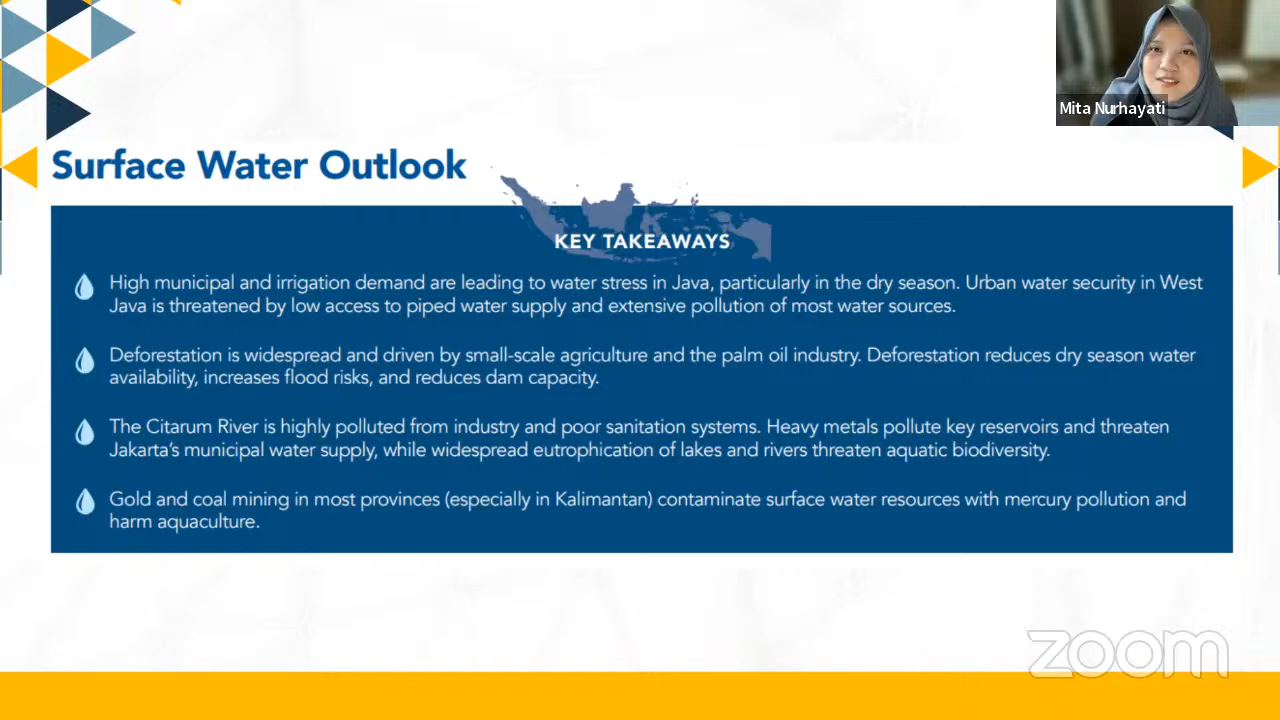 Mita Nurhayati
Surface Water Outlook
KEY TAKEAWAYS
High municipal and irrigation demand are leading to water stress in Java, particularly in the dry season. Urban water security in West
Java is threatened by low access to piped water supply and extensive pollution of most water sources.
Deforestation is widespread and driven by small-scale agriculture and the palm oil industry. Deforestation reduces dry season water
availability, increases flood risks, and reduces dam capacity.
The Citarum River is highly polluted from industry and poor sanitation systems. Heavy metals pollute key reservoirs and threaten
Jakarta’s municipal water supply, while widespread eutrophication of lakes and rivers threaten aquatic biodiversity.
Gold and coal mining in most provinces (especially in Kalimantan) contaminate surface water resources with mercury pollution and
harm aquaculture.
zoom